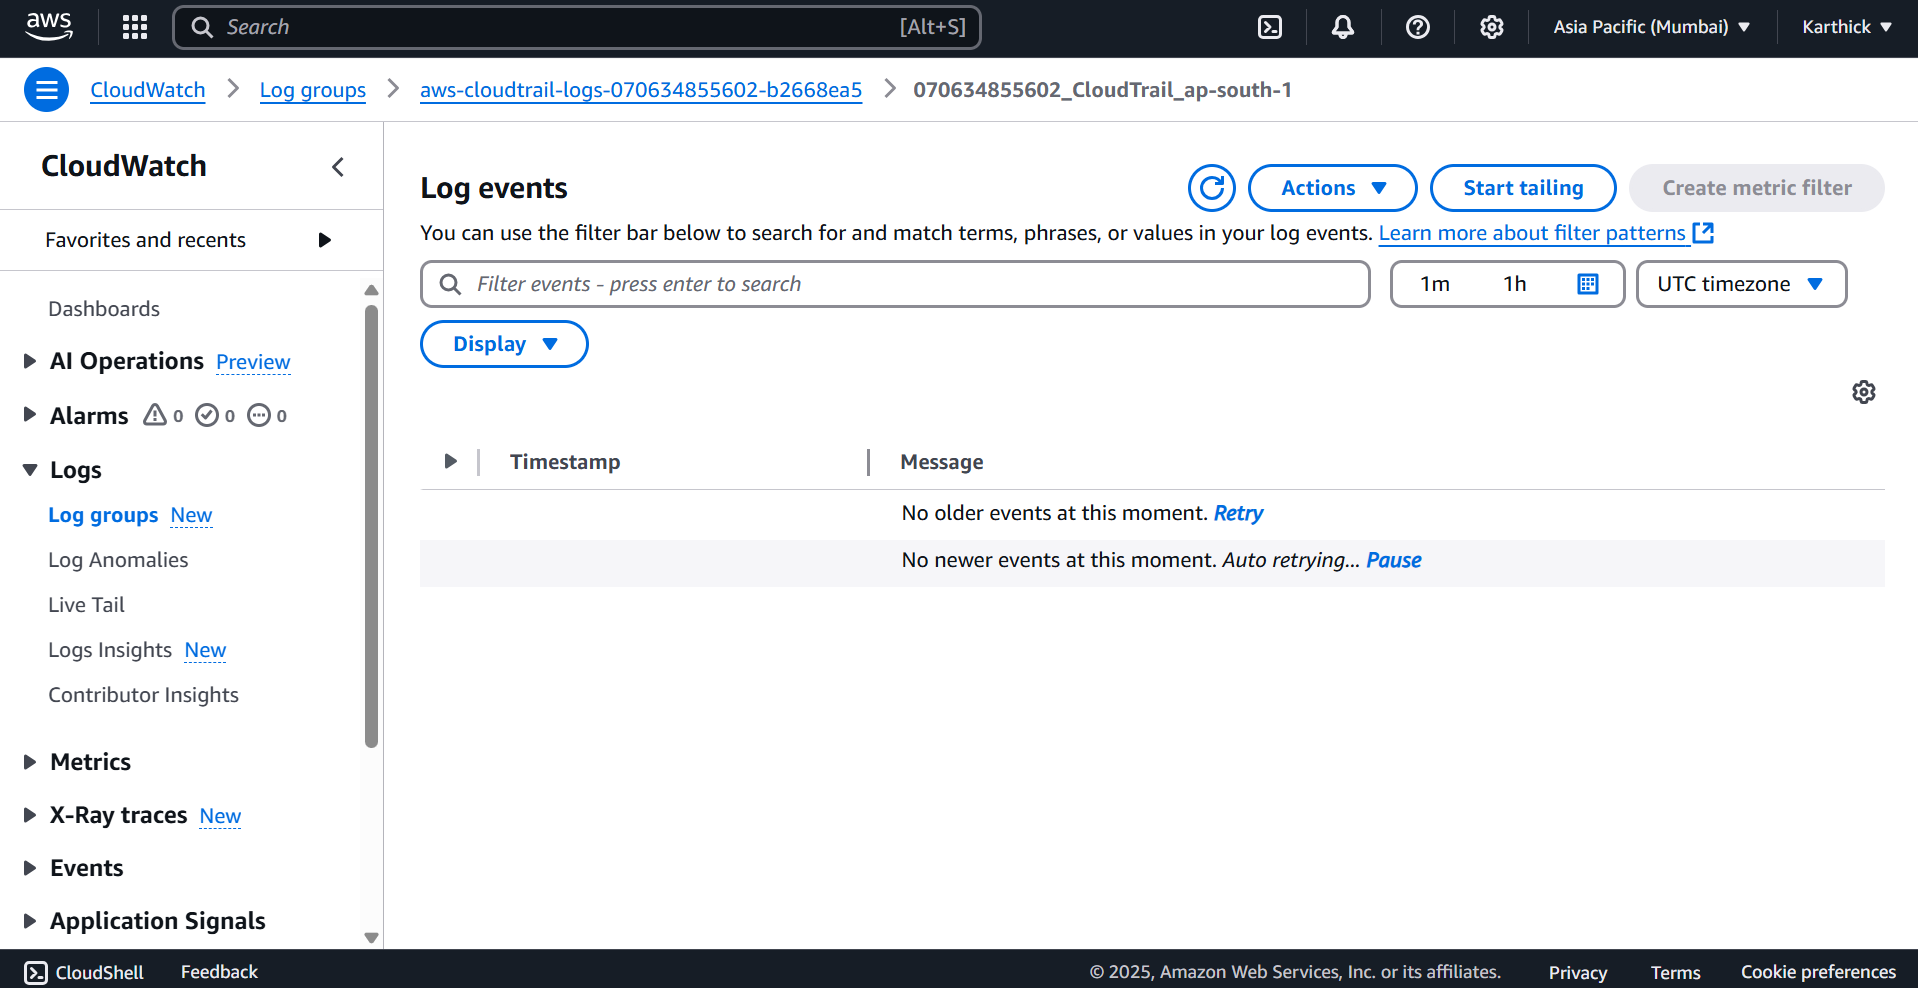 aws
Search [Alt+S]
Asia Pacific (Mumbai)
Karthick
CloudWatch
Log groups
aws-cloudtrail-logs-070634855602-b2668ea5
070634855602_CloudTrail_ap-south-1
CloudWatch
Favorites and recents
Dashboards
AI Operations Preview
Alarms 0 0 0
Logs
Log groups New
Log Anomalies
Live Tail
Logs Insights New
Contributor Insights
Metrics
X-Ray traces New
Events
Application Signals
Log events
Actions
Start tailing
Create metric filter
You can use the filter bar below to search for and match terms, phrases, or values in your log events. Learn more about filter patterns
Filter events - press enter to search
1m 1h
UTC timezone
Display
Timestamp Message
No older events at this moment. Retry
No newer events at this moment. Auto retrying... Pause
CloudShell Feedback
© 2025, Amazon Web Services, Inc. or its affiliates.
Privacy Terms Cookie preferences